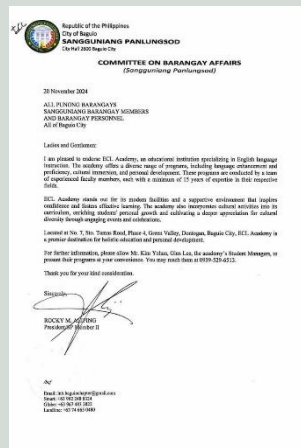 Republic of the Philippines
City of Baguio
SANGGUNIANG PANLUNGSOD
City Hall 2600 Baguio City
COMMITTEE ON BARANGAY AFFAIRS
(Sangguniang Panlungsod)
20 November 2024
ALL PUNONG BARANGAYS
SANGGUNIANG BARANGAY MEMBERS
AND BARANGAY PERSONNEL
All of Baguio City
Ladies and Gentlemen:
I am pleased to endorse ECL Academy, an educational institution specializing in English language
instruction. The academy offers a diverse range of programs, including language enhancement and
proficiency, cultural immersion, and personal development. These programs are conducted by a team
of experienced faculty members, each with a minimum of 15 years of expertise in their respective
fields.
ECL Academy stands out for its modern facilities and a supportive environment that inspires
confidence and fosters effective learning. The academy also incorporates cultural activities into its
curriculum, enriching students' personal growth and cultivating a deeper appreciation for cultural
diversity through engaging events and celebrations.
Located at No. 7, Sto. Tomas Road, Phase 4, Green Valley, Dontogan, Baguio City, ECL Academy is
a premier destination for holistic education and personal development.
For further information, please allow Mr. Kim Yohan, Glen Lee, the academy's Student Managers, to
present their programs at your convenience. You may reach them at 0939-529-6513.
Thank you for your kind consideration.
Sincerely,
ROCKY M. ALIPING
President/SP Member II